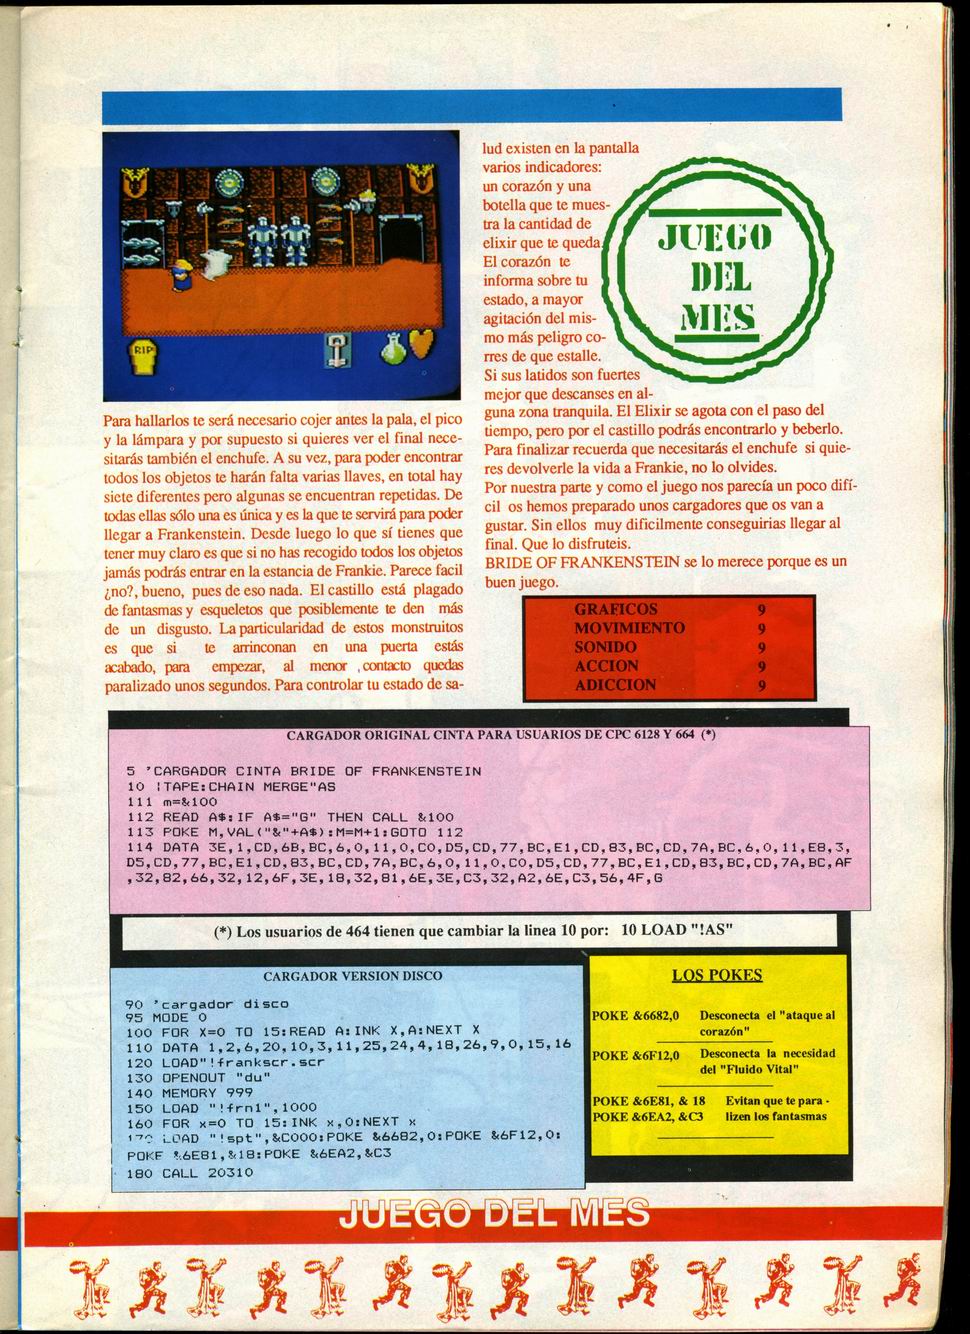 RIP
Para hallarlos te será necesario cojer antes la pala, el pico
y la lámpara y por supuesto si quieres ver el final nece-
sitarás también el enchufe. A su vez, para poder encontrar
todos los objetos te harán falta varias llaves, en total hay
siete diferentes pero algunas se encuentran repetidas. De
todas ellas sólo una es única y es la que te servirá para poder
llegar a Frankenstein. Desde luego lo que sí tienes que
tener muy claro es que si no has recogido todos los objetos
jamás podrás entrar en la estancia de Frankie. Parece facil
¿no?, bueno, pues de eso nada. El castillo está plagado
de fantasmas y esqueletos que posiblemente te den más
de un disgusto. La particularidad de estos monstruitos
es que si te arrinconan en una puerta estás
acabado, para empezar, al menor contacto quedas
paralizado unos segundos. Para controlar tu estado de sa-
lud existen en la pantalla
varios indicadores:
un corazón y una
botella que te mues-
tra la cantidad de
elixir que te queda.
El corazón te
informa sobre tu
estado, a mayor
agitación del mis-
mo más peligro co-
rres de que estalle.
Si sus latidos son fuertes
mejor que descanses en al-
guna zona tranquila. El Elixir se agota con el paso del
tiempo, pero por el castillo podrás encontrarlo y beberlo.
Para finalizar recuerda que necesitarás el enchufe si quie-
res devolverle la vida a Frankie, no lo olvides.
Por nuestra parte y como el juego nos parecía un poco difí-
cil os hemos preparado unos cargadores que os van a
gustar. Sin ellos muy dificilmente conseguirias llegar al
final. Que lo disfruteis.
BRIDE OF FRANKENSTEIN se lo merece porque es un
buen juego.
JUEGO
DEL
MES
GRAFICOS 9
MOVIMIENTO 9
SONIDO 9
ACCION 9
ADICCION 9
CARGADOR ORIGINAL CINTA PARA USUARIOS DE CPC 6128 Y 664 (*)
5 'CARGADOR CINTA BRIDE OF FRANKENSTEIN
10 |TAPE:CHAIN MERGE"AS
111 m=&100
112 READ A$:IF A$="G" THEN CALL &100
113 POKE M,VAL("&"+A$):M=M+1:GOTO 112
114 DATA 3E,1,CD,6B,BC,6,0,11,0,C0,D5,CD,77,BC,E1,CD,83,BC,CD,7A,BC,6,0,11,E8,3,
D5,CD,77,BC,E1,CD,83,BC,CD,7A,BC,6,0,11,0,C0,D5,CD,77,BC,E1,CD,83,BC,CD,7A,BC,AF
,32,82,66,32,12,6F,3E,18,32,81,6E,3E,C3,32,A2,6E,C3,56,4F,G
(*) Los usuarios de 464 tienen que cambiar la linea 10 por: 10 LOAD "!AS"
CARGADOR VERSION DISCO
90 'cargador disco
95 MODE 0
100 FOR X=0 TO 15:READ A:INK X,A:NEXT X
110 DATA 1,2,6,20,10,3,11,25,24,4,18,26,9,0,15,16
120 LOAD"!frankscr.scr
130 OPENOUT "du"
140 MEMORY 999
150 LOAD "!frn1",1000
160 FOR x=0 TO 15:INK x,0:NEXT x
170 LOAD "!spt",&C000:POKE &6682,0:POKE &6F12,0:
POKE &6E81,&18:POKE &6EA2,&C3
180 CALL 20310
LOS POKES
POKE &6682,0 Desconecta el "ataque al
corazón"
POKE &6F12,0 Desconecta la necesidad
del "Fluido Vital"
POKE &6E81, & 18 Evitan que te para -
POKE &6EA2, &C3 lizen los fantasmas
JUEGO DEL MES